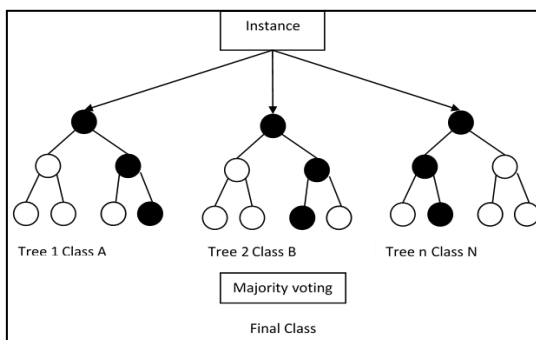 Instance
Tree 1 Class A
Tree 2 Class B
Tree n Class N
Majority voting
Final Class